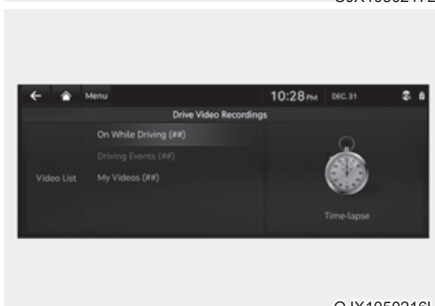 Menu
10:28 PM DEC. 31
Drive Video Recordings
On While Driving (##)
Driving Events (##)
Video List
My Videos (##)
Time-lapse